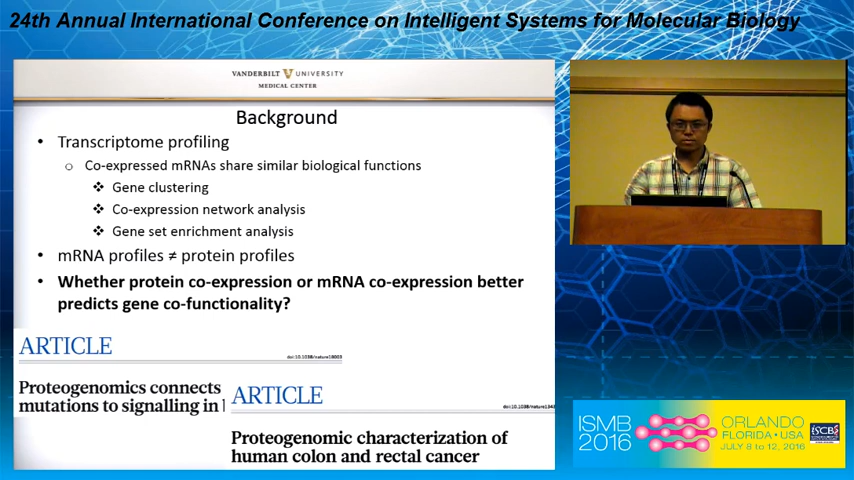 24th Annual International Conference on Intelligent Systems for Molecular Biology
VANDERBILT UNIVERSITY
MEDICAL CENTER
Background
• Transcriptome profiling
o Co-expressed mRNAs share similar biological functions
❖ Gene clustering
❖ Co-expression network analysis
❖ Gene set enrichment analysis
• mRNA profiles ≠ protein profiles
• Whether protein co-expression or mRNA co-expression better
predicts gene co-functionality?
ARTICLE
doi:10.1038/nature18003
Proteogenomics connects
mutations to signalling in
ARTICLE
Proteogenomic characterization of
human colon and rectal cancer
ISMB
2016
ORLANDO
FLORIDA • USA
JULY 8 to 12, 2016
ISCB